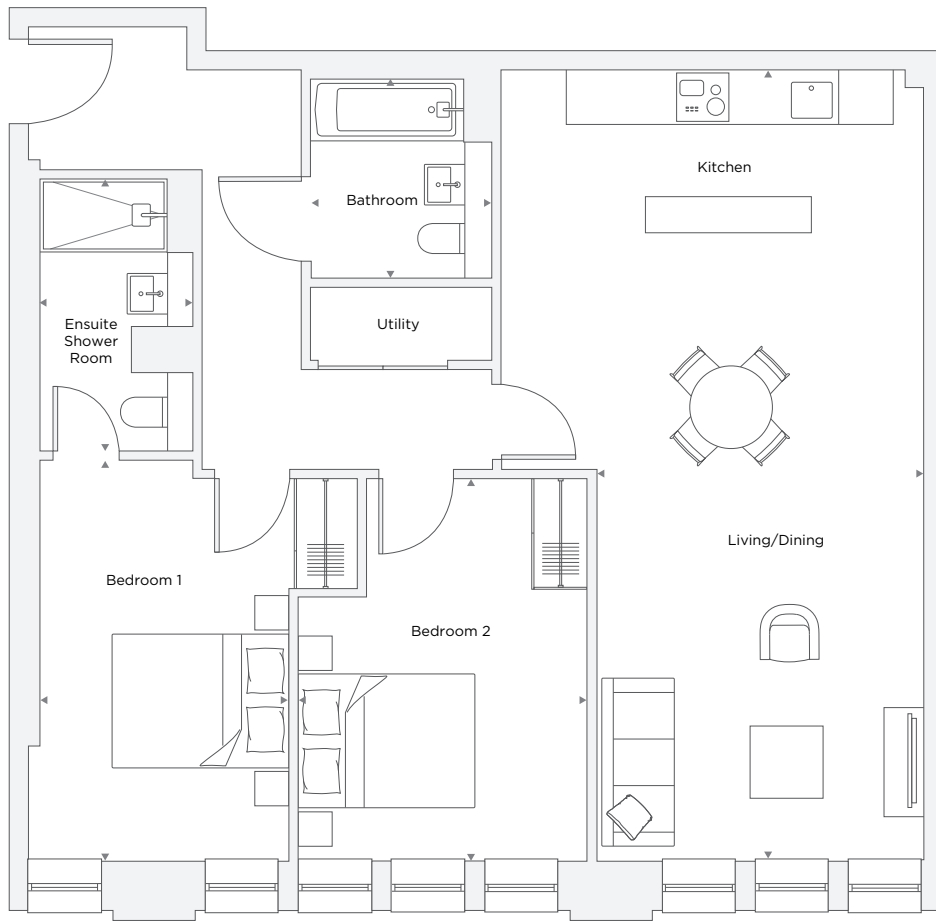 Kitchen
Bathroom
Utility
Ensuite
Shower
Room
Living/Dining
Bedroom 1
Bedroom 2